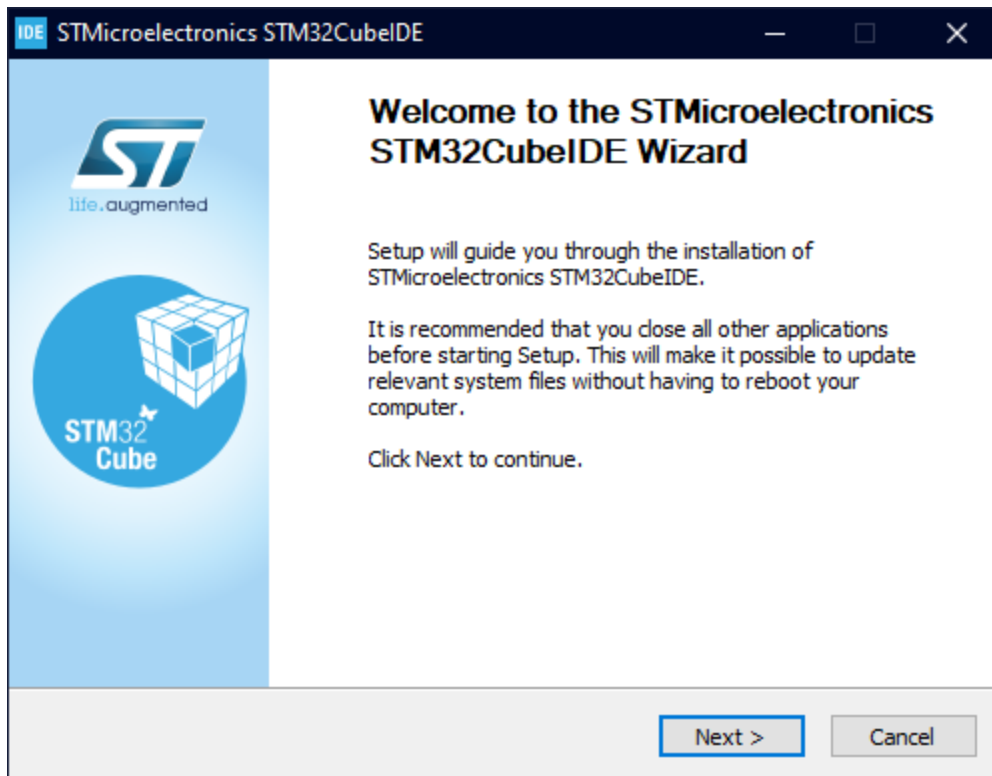 IDE STMicroelectronics STM32CubeIDE
ST
life.augmented
STM32
Cube
Welcome to the STMicroelectronics
STM32CubeIDE Wizard
Setup will guide you through the installation of
STMicroelectronics STM32CubeIDE.
It is recommended that you close all other applications
before starting Setup. This will make it possible to update
relevant system files without having to reboot your
computer.
Click Next to continue.
Next >
Cancel